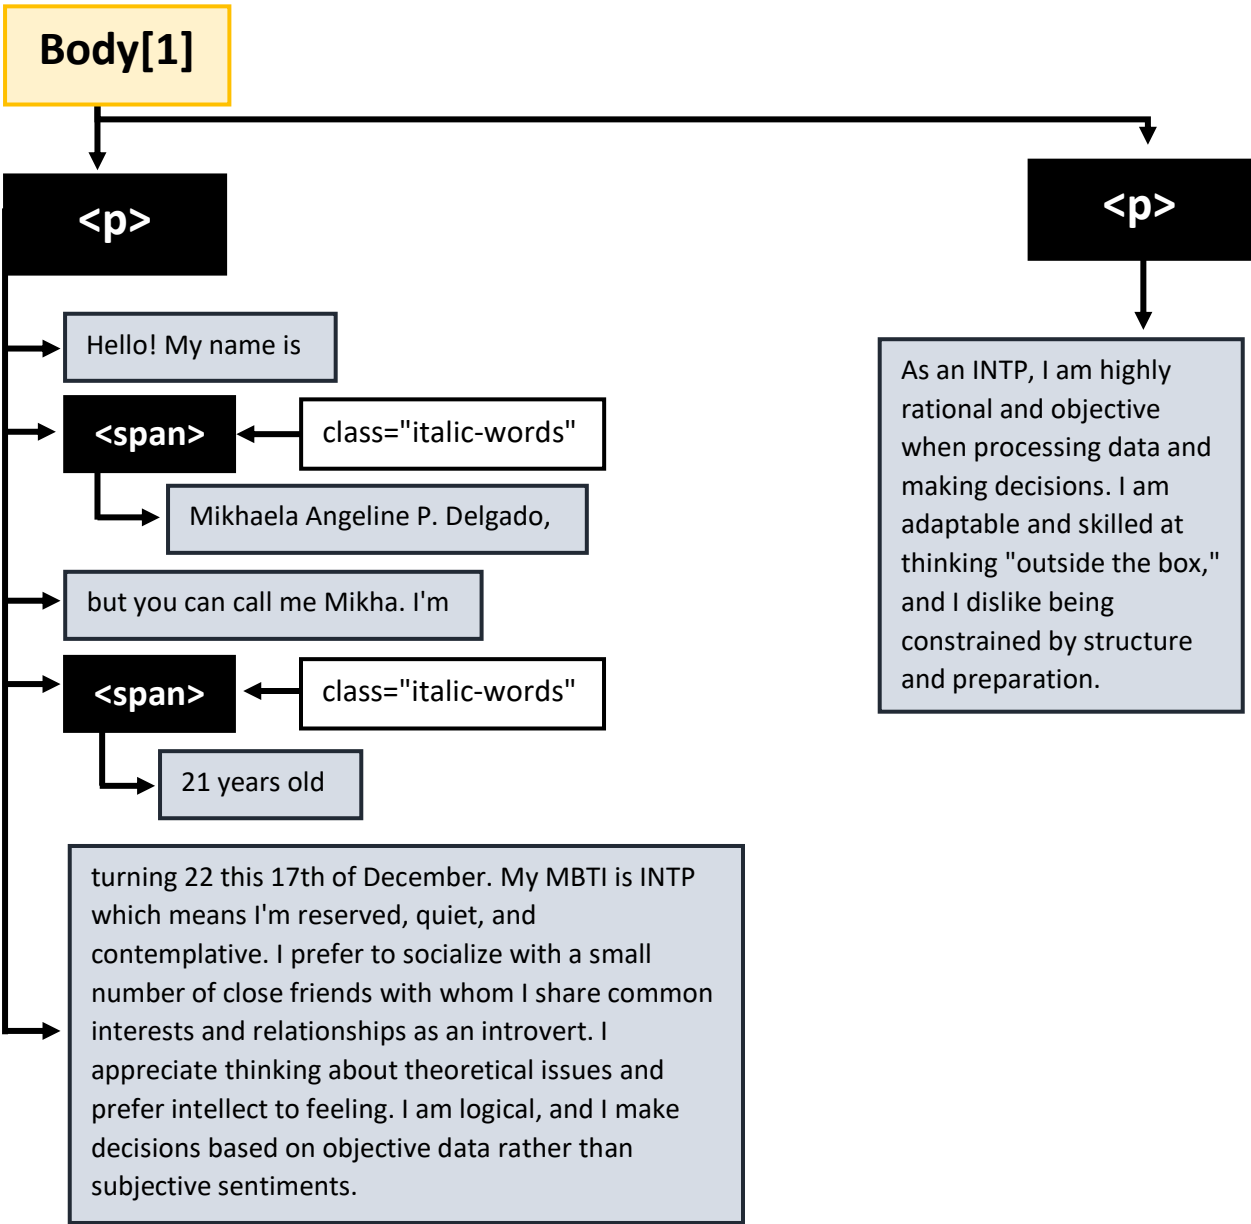 Body[1]
<p>
Hello! My name is
<span>
class="italic-words"
Mikhaela Angeline P. Delgado,
but you can call me Mikha. I'm
<span>
class="italic-words"
21 years old
turning 22 this 17th of December. My MBTI is INTP
which means I'm reserved, quiet, and
contemplative. I prefer to socialize with a small
number of close friends with whom I share common
interests and relationships as an introvert. I
appreciate thinking about theoretical issues and
prefer intellect to feeling. I am logical, and I make
decisions based on objective data rather than
subjective sentiments.
<p>
As an INTP, I am highly
rational and objective
when processing data and
making decisions. I am
adaptable and skilled at
thinking "outside the box,"
and I dislike being
constrained by structure
and preparation.